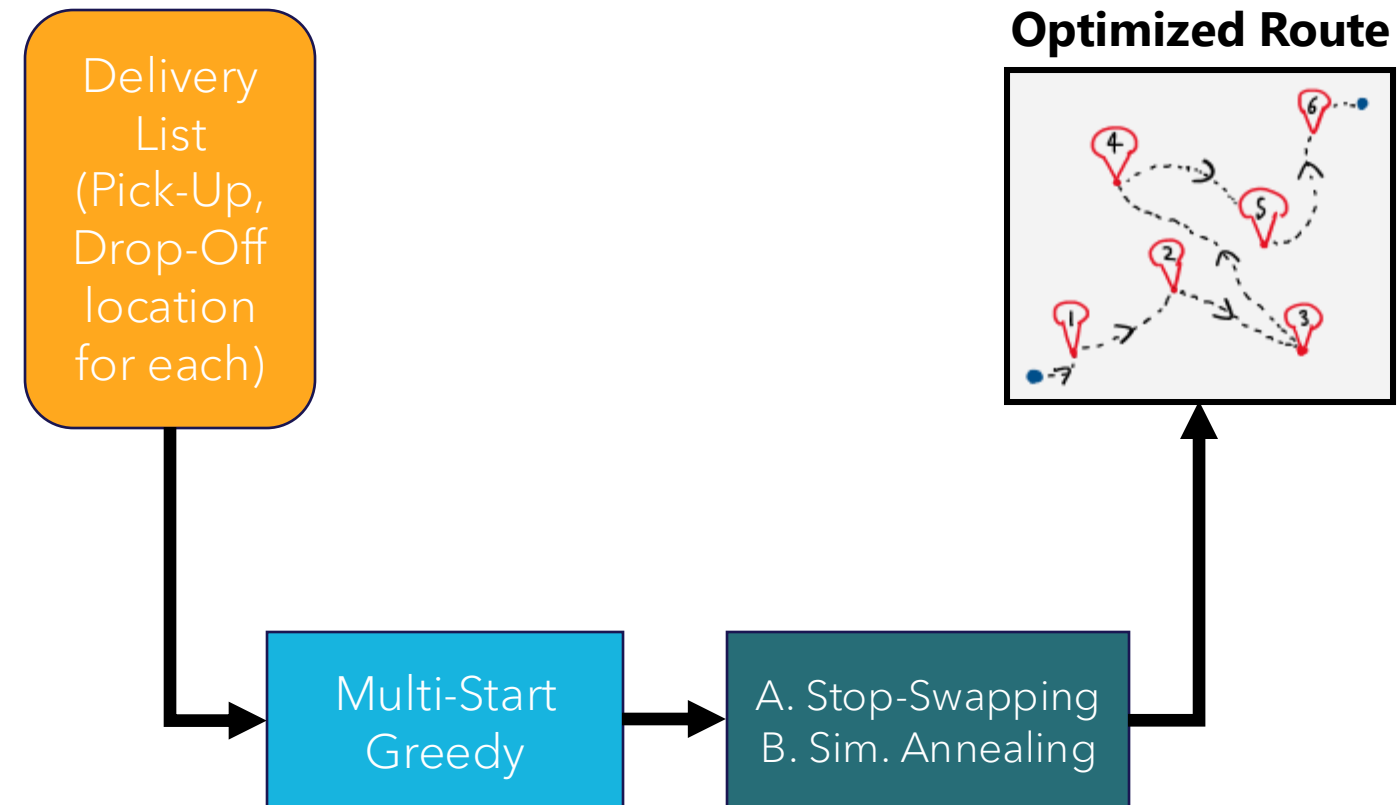 Delivery
List
(Pick-Up,
Drop-Off
location
for each)
Optimized Route
6
4
5
2
1
3
Multi-Start
Greedy
A. Stop-Swapping
B. Sim. Annealing